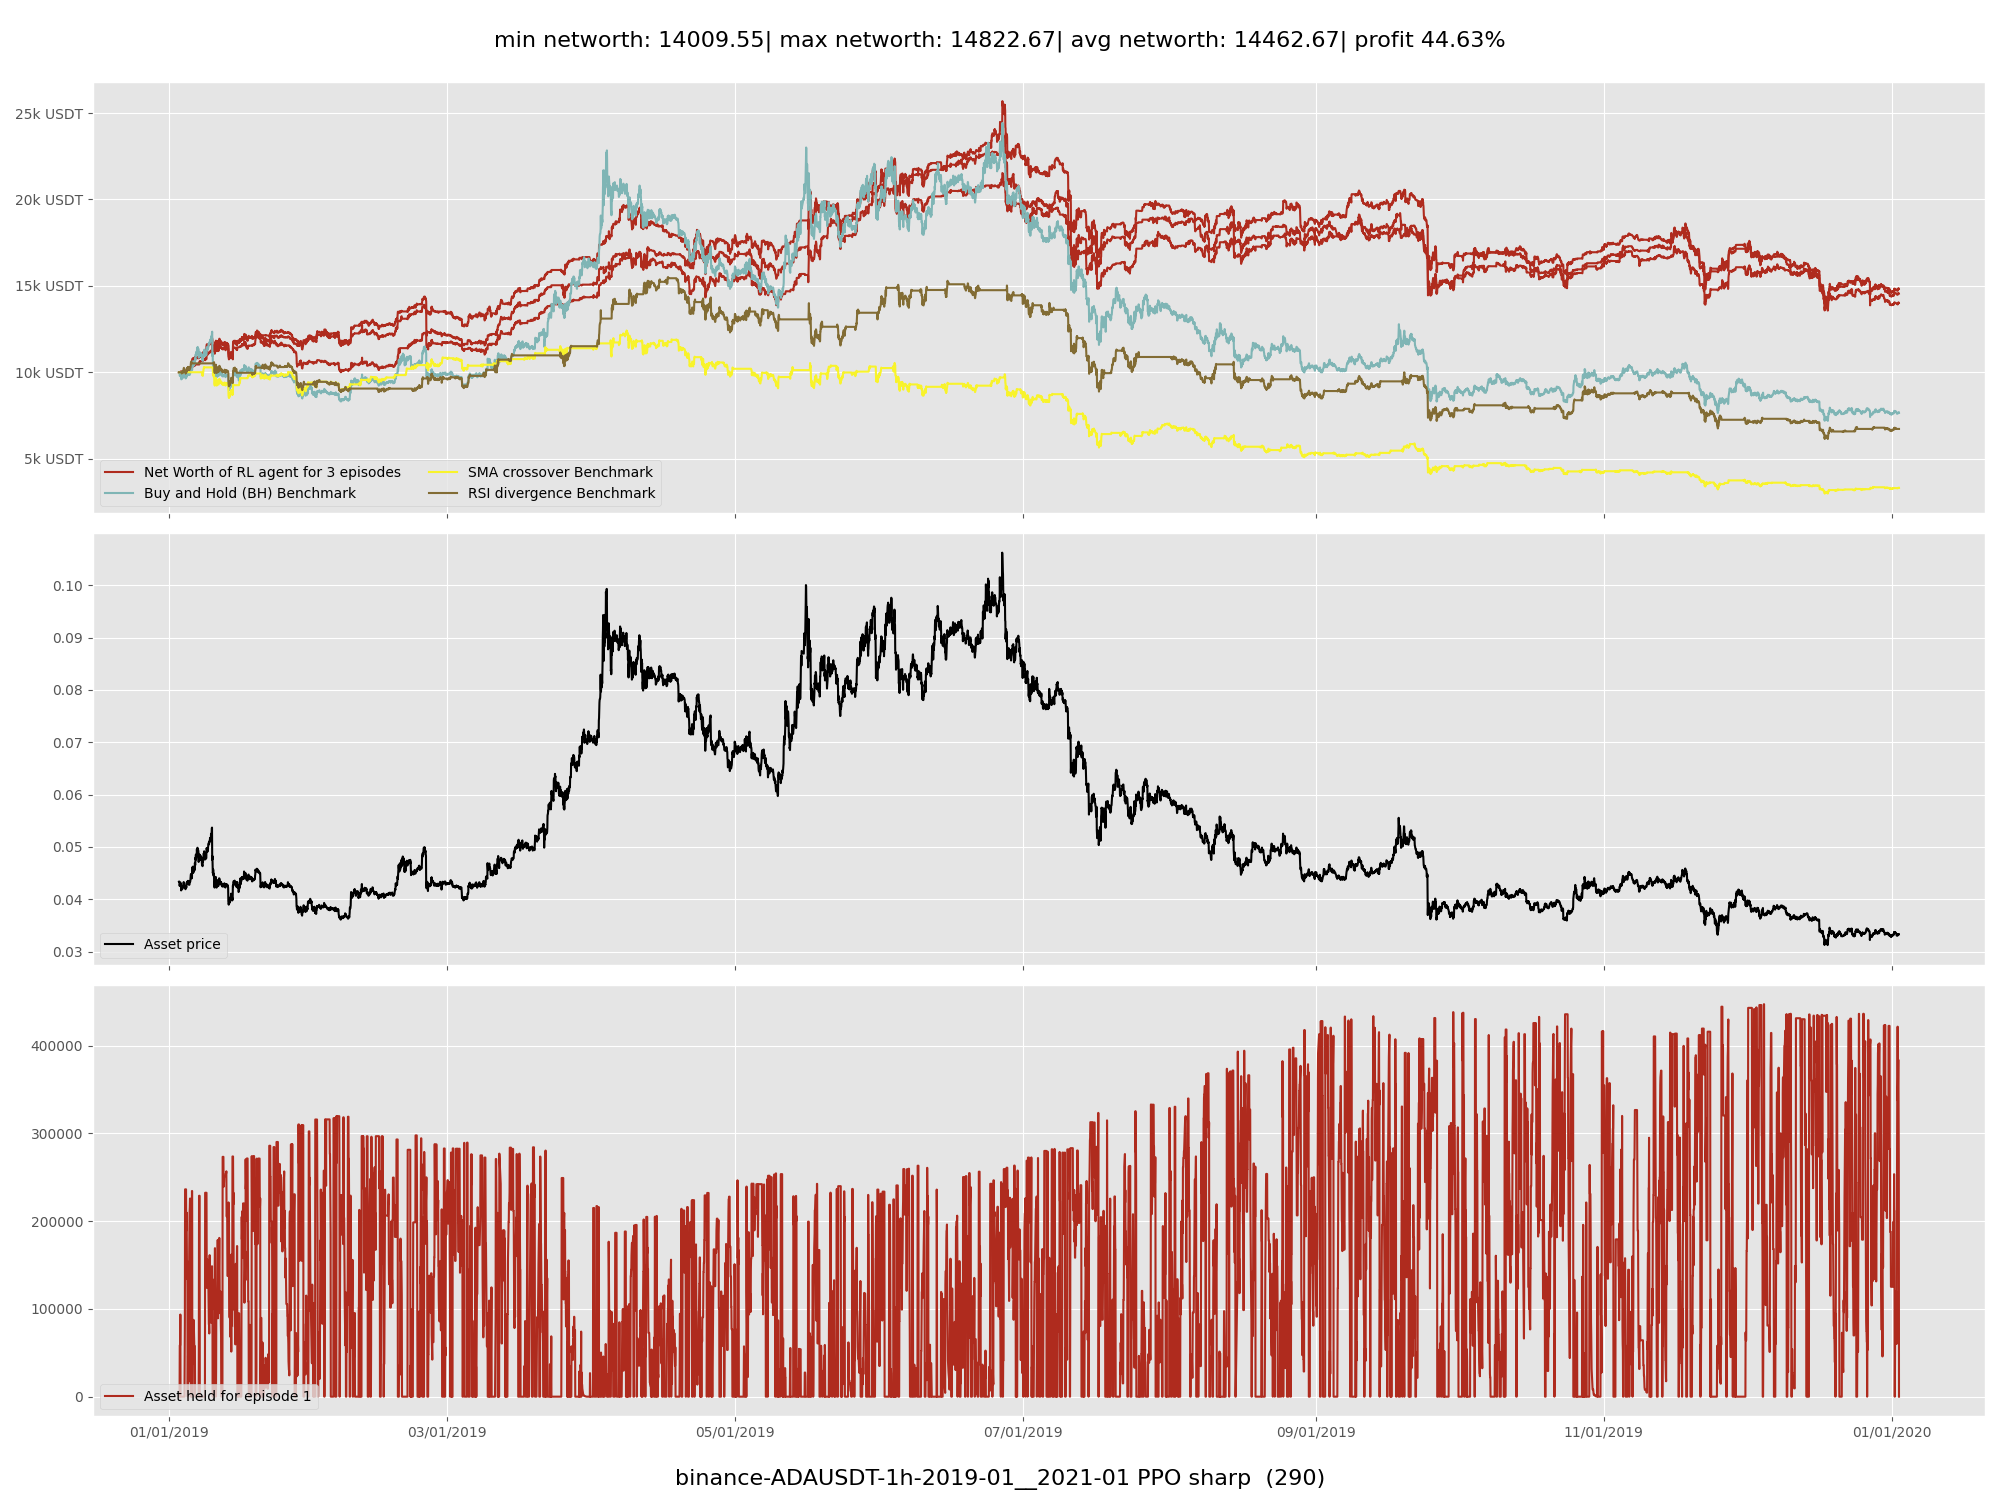 min networth: 14009.55| max networth: 14822.67| avg networth: 14462.67| profit 44.63%
25k USDT
20k USDT
15k USDT
10k USDT
5k USDT
Net Worth of RL agent for 3 episodes
Buy and Hold (BH) Benchmark
SMA crossover Benchmark
RSI divergence Benchmark
0.10
0.09
0.08
0.07
0.06
0.05
0.04
0.03
Asset price
400000
300000
200000
100000
0
Asset held for episode 1
01/01/2019
03/01/2019
05/01/2019
07/01/2019
09/01/2019
11/01/2019
01/01/2020
binance-ADAUSDT-1h-2019-01__2021-01 PPO sharp  (290)